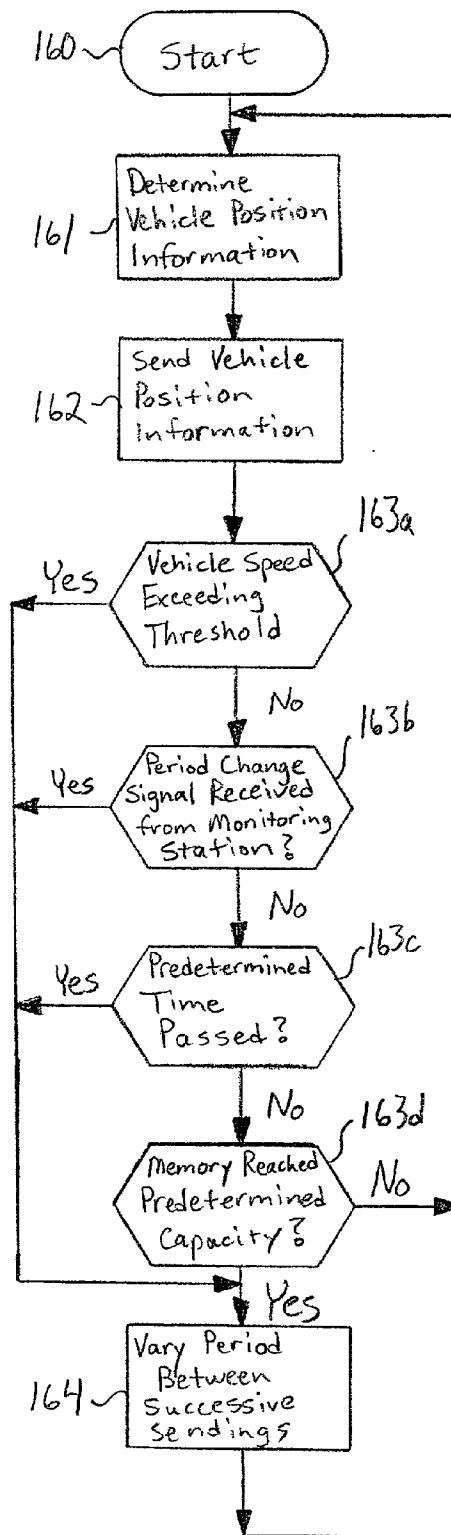 160
Start
Determine
Vehicle Position
Information
161
Send Vehicle
Position
Information
162
163a
Vehicle Speed
Exceeding
Threshold
Yes
No
163b
Period Change
Signal Received
from Monitoring
Station?
Yes
No
163c
Predetermined
Time
Passed?
Yes
No
163d
Memory Reached
Predetermined
Capacity?
No
Yes
Vary Period
Between
Successive
Sendings
164